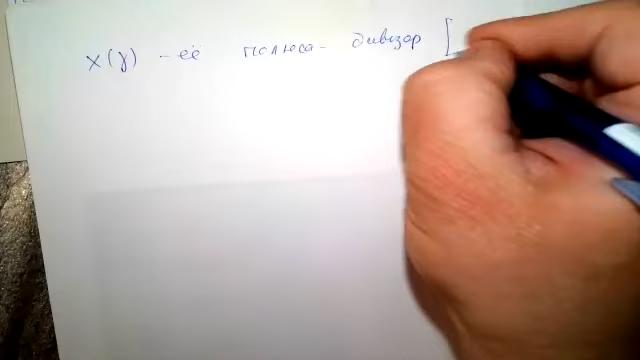 χ(γ) - её полюса - дивизор [